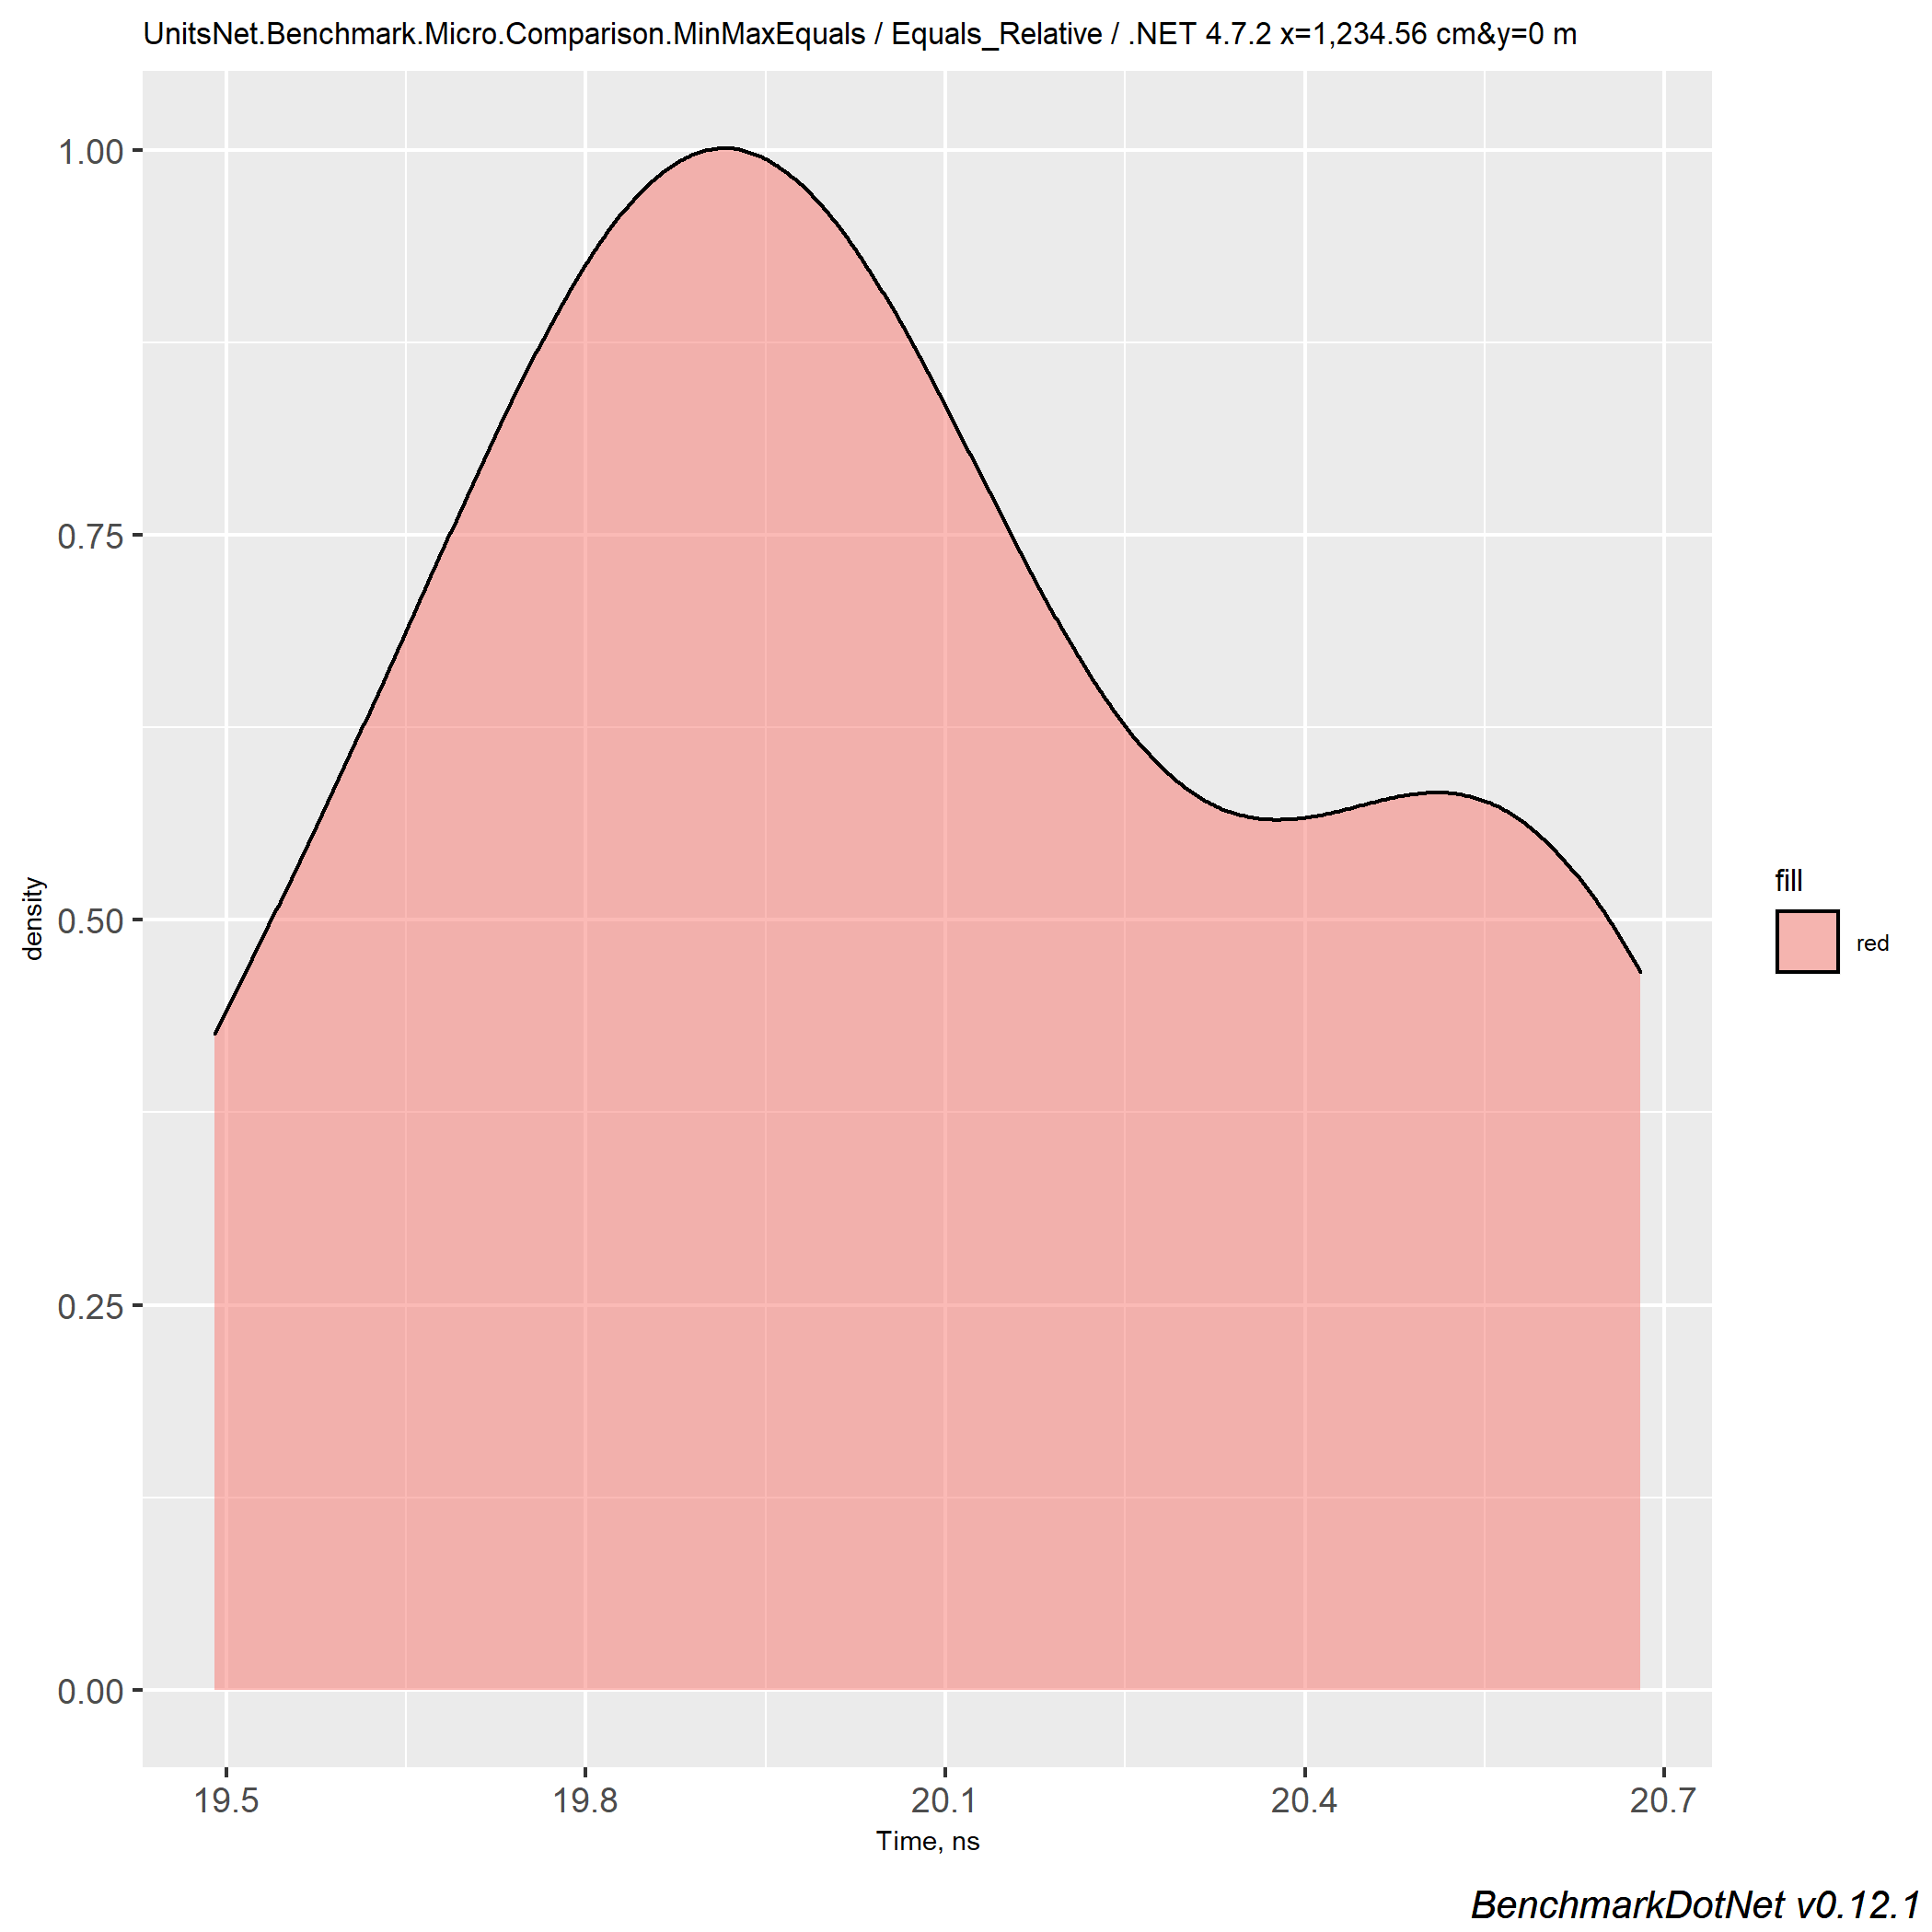 UnitsNet.Benchmark.Micro.Comparison.MinMaxEquals / Equals_Relative / .NET 4.7.2 x=1,234.56 cm&y=0 m
1.00
0.75
0.50
0.25
0.00
density
19.5 19.8 20.1 20.4 20.7
Time, ns
fill
red
BenchmarkDotNet v0.12.1